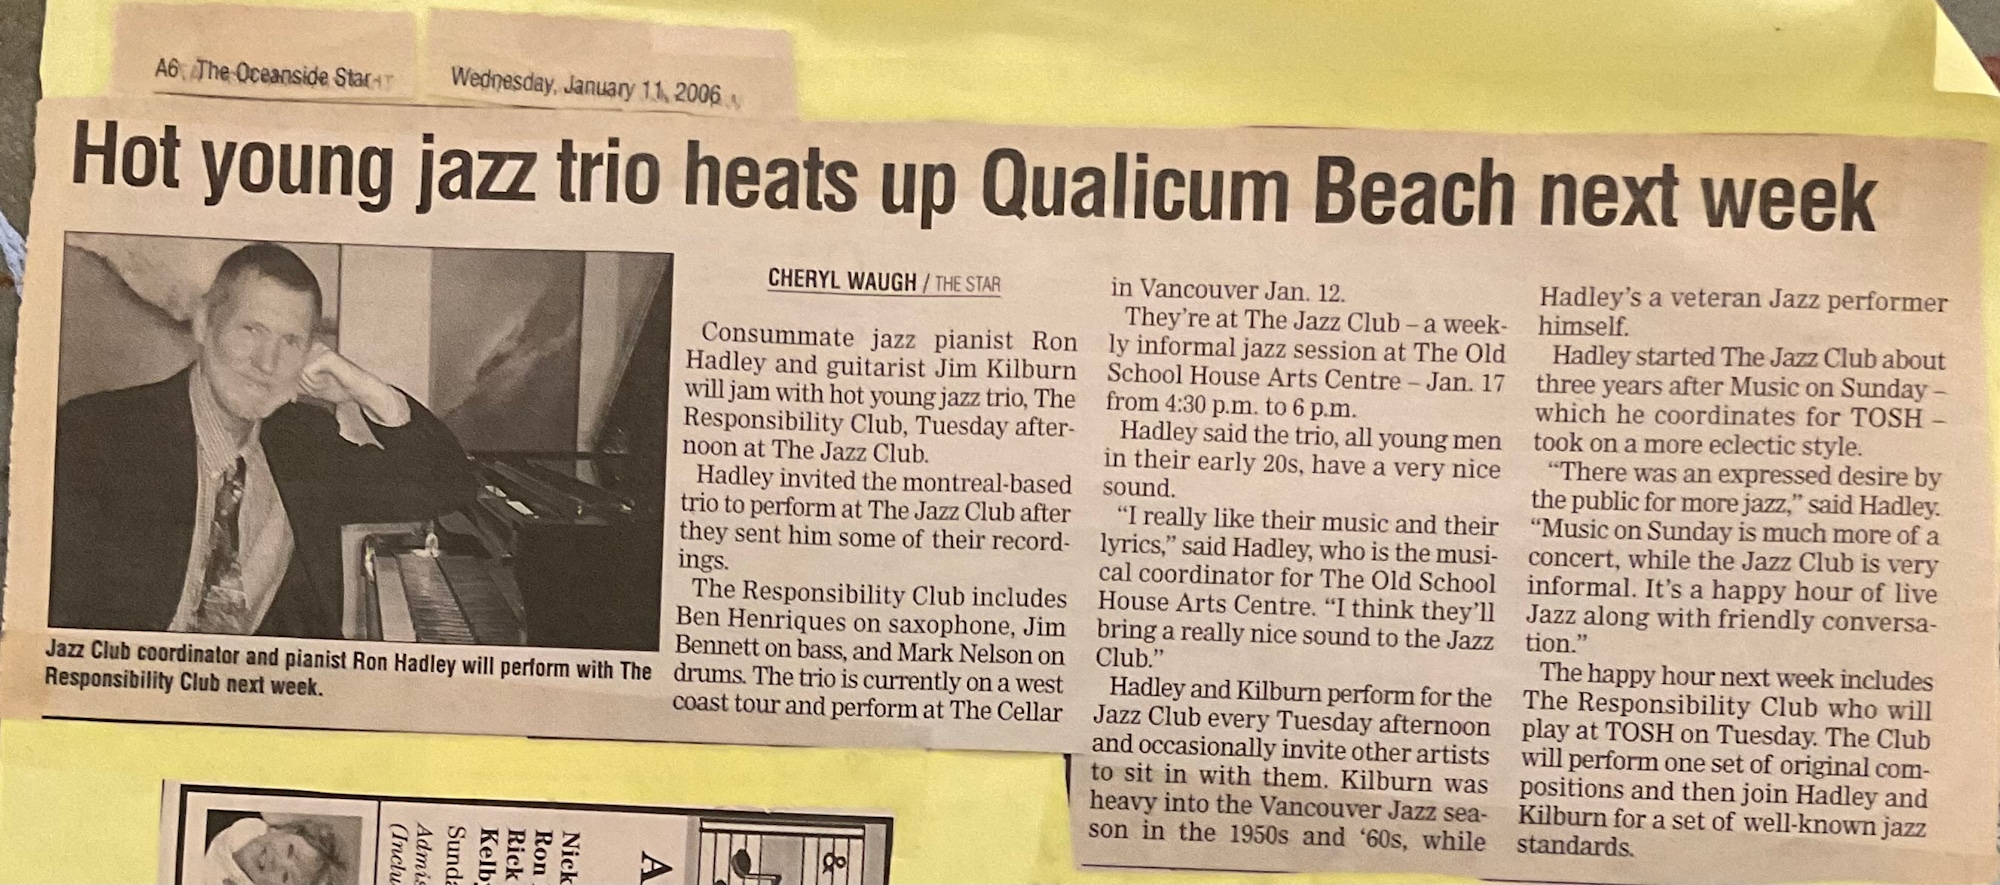 A6 The Oceanside Star
Wednesday, January 11, 2006
Hot young jazz trio heats up Qualicum Beach next week
Jazz Club coordinator and pianist Ron Hadley will perform with The
Responsibility Club next week.
CHERYL WAUGH / THE STAR
Consummate jazz pianist Ron
Hadley and guitarist Jim Kilburn
will jam with hot young jazz trio, The
Responsibility Club, Tuesday after-
noon at The Jazz Club.
Hadley invited the montreal-based
trio to perform at The Jazz Club after
they sent him some of their record-
ings.
The Responsibility Club includes
Ben Henriques on saxophone, Jim
Bennett on bass, and Mark Nelson on
drums. The trio is currently on a west
coast tour and perform at The Cellar
in Vancouver Jan. 12.
They're at The Jazz Club – a week-
ly informal jazz session at The Old
School House Arts Centre – Jan. 17
from 4:30 p.m. to 6 p.m.
Hadley said the trio, all young men
in their early 20s, have a very nice
sound.
“I really like their music and their
lyrics,” said Hadley, who is the musi-
cal coordinator for The Old School
House Arts Centre. “I think they'll
bring a really nice sound to the Jazz
Club.”
Hadley and Kilburn perform for the
Jazz Club every Tuesday afternoon
and occasionally invite other artists
to sit in with them. Kilburn was
heavy into the Vancouver Jazz sea-
son in the 1950s and ‘60s, while
Hadley's a veteran Jazz performer
himself.
Hadley started The Jazz Club about
three years after Music on Sunday –
which he coordinates for TOSH –
took on a more eclectic style.
“There was an expressed desire by
the public for more jazz,” said Hadley.
“Music on Sunday is much more of a
concert, while the Jazz Club is very
informal. It's a happy hour of live
Jazz along with friendly conversa-
tion.”
The happy hour next week includes
The Responsibility Club who will
play at TOSH on Tuesday. The Club
will perform one set of original com-
positions and then join Hadley and
Kilburn for a set of well-known jazz
standards.
A
Nick
Ron
Rick
Kelb
Sunda
Admis
(Inclu